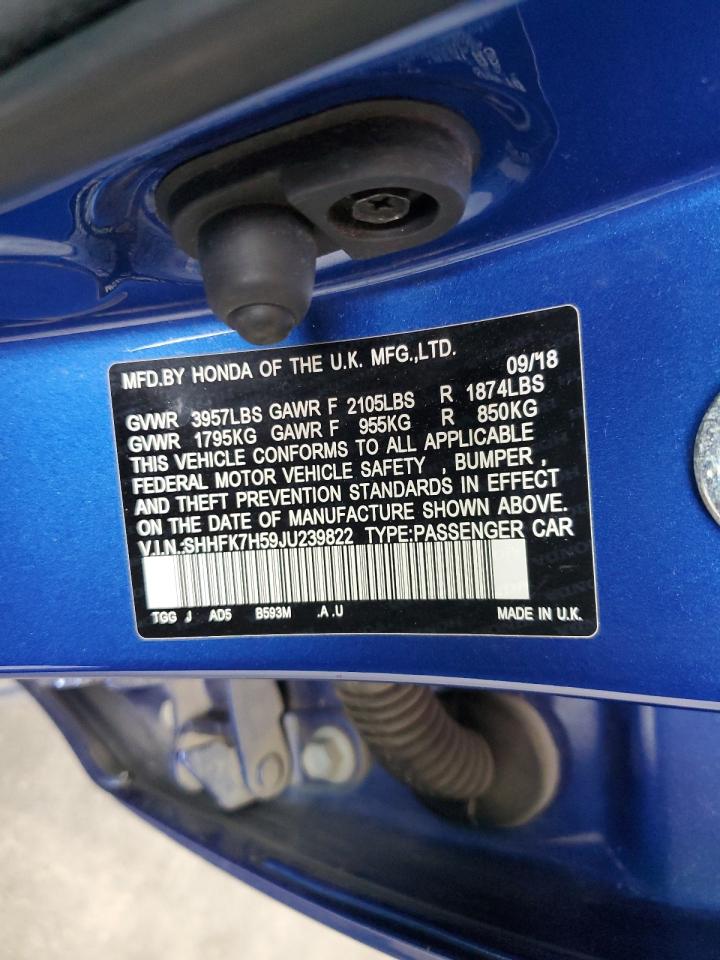 MFD.BY HONDA OF THE U.K. MFG.,LTD. 09/18
GVWR 3957LBS GAWR F 2105LBS R 1874LBS
GVWR 1795KG GAWR F 955KG R 850KG
THIS VEHICLE CONFORMS TO ALL APPLICABLE
FEDERAL MOTOR VEHICLE SAFETY , BUMPER ,
AND THEFT PREVENTION STANDARDS IN EFFECT
ON THE DATE OF MANUFACTURE SHOWN ABOVE.
V.I.N.:SHHFK7H59JU239822 TYPE:PASSENGER CAR
TGG J AD5 B593M .A .U MADE IN U.K.